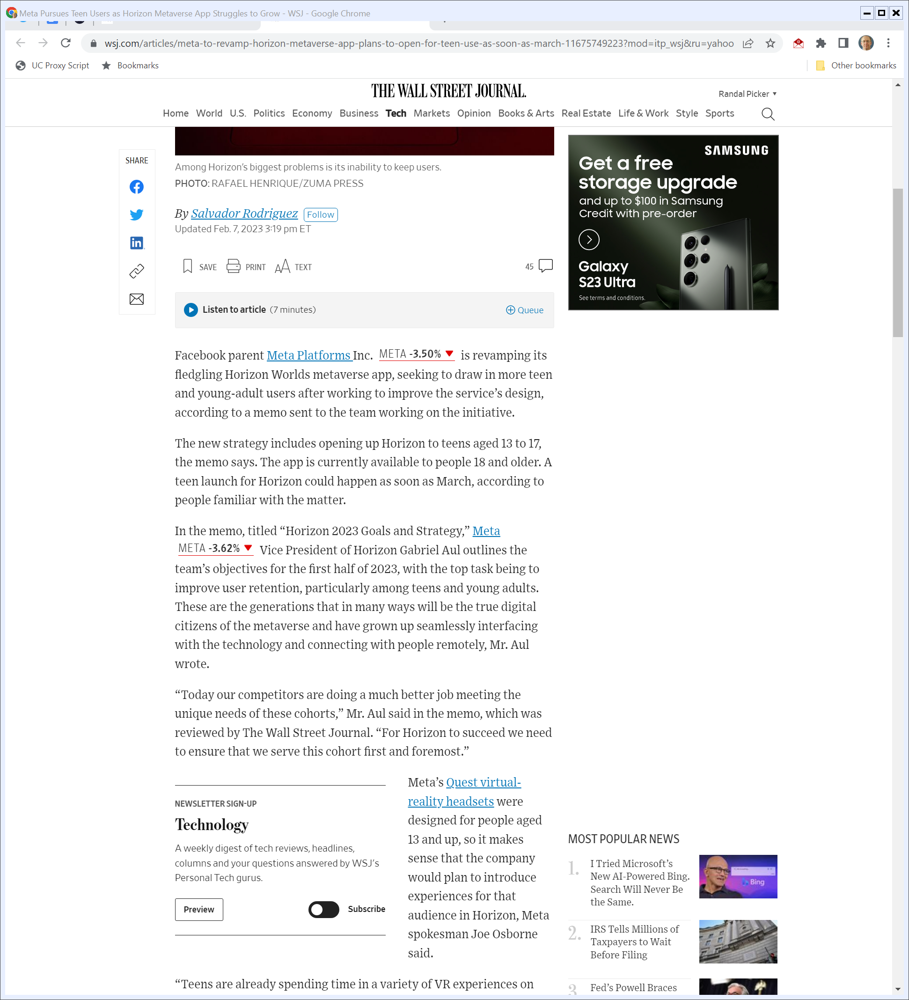 Meta Pursues Teen Users as Horizon Metaverse App Struggles to Grow - WSJ - Google Chrome
wsj.com/articles/meta-to-revamp-horizon-metaverse-app-plans-to-open-for-teen-use-as-soon-as-march-11675749223?mod=itp_wsj&ru=yahoo
UC Proxy Script Bookmarks Other bookmarks
THE WALL STREET JOURNAL.
Randal Picker
Home World U.S. Politics Economy Business Tech Markets Opinion Books & Arts Real Estate Life & Work Style Sports
SHARE
Among Horizon’s biggest problems is its inability to keep users.
PHOTO: RAFAEL HENRIQUE/ZUMA PRESS
By Salvador Rodriguez Follow
Updated Feb. 7, 2023 3:19 pm ET
SAVE PRINT TEXT
45
Listen to article (7 minutes)
Queue
Facebook parent Meta Platforms Inc. META -3.50% is revamping its
fledgling Horizon Worlds metaverse app, seeking to draw in more teen
and young-adult users after working to improve the service’s design,
according to a memo sent to the team working on the initiative.
The new strategy includes opening up Horizon to teens aged 13 to 17,
the memo says. The app is currently available to people 18 and older. A
teen launch for Horizon could happen as soon as March, according to
people familiar with the matter.
In the memo, titled “Horizon 2023 Goals and Strategy,” Meta
META -3.62% Vice President of Horizon Gabriel Aul outlines the
team’s objectives for the first half of 2023, with the top task being to
improve user retention, particularly among teens and young adults.
These are the generations that in many ways will be the true digital
citizens of the metaverse and have grown up seamlessly interfacing
with the technology and connecting with people remotely, Mr. Aul
wrote.
“Today our competitors are doing a much better job meeting the
unique needs of these cohorts,” Mr. Aul said in the memo, which was
reviewed by The Wall Street Journal. “For Horizon to succeed we need
to ensure that we serve this cohort first and foremost.”
NEWSLETTER SIGN-UP
Technology
A weekly digest of tech reviews, headlines,
columns and your questions answered by WSJ’s
Personal Tech gurus.
Preview
Subscribe
Meta’s Quest virtual-
reality headsets were
designed for people aged
13 and up, so it makes
sense that the company
would plan to introduce
experiences for that
audience in Horizon, Meta
spokesman Joe Osborne
said.
“Teens are already spending time in a variety of VR experiences on
SAMSUNG
Get a free
storage upgrade
and up to $100 in Samsung
Credit with pre-order
Galaxy
S23 Ultra
See terms and conditions.
MOST POPULAR NEWS
1.
I Tried Microsoft’s
New AI-Powered Bing.
Search Will Never Be
the Same.
Bing
2.
IRS Tells Millions of
Taxpayers to Wait
Before Filing
3
Fed’s Powell Braces